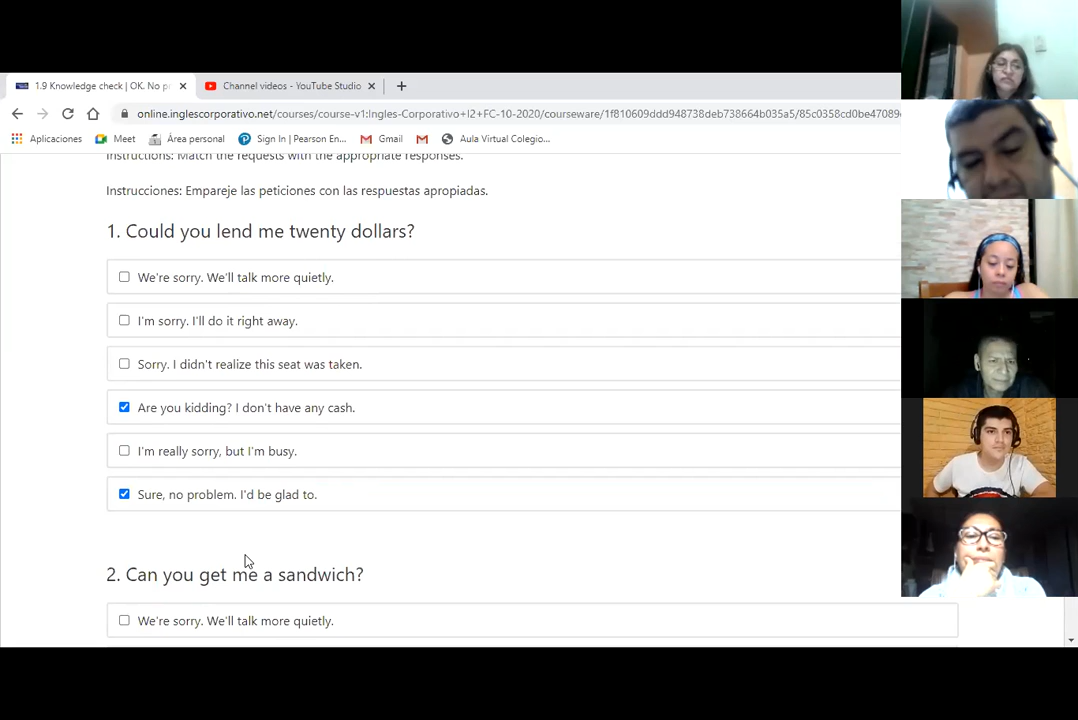 1.9 Knowledge check | OK. No pr
Channel videos - YouTube Studio
online.inglescorporativo.net/courses/course-v1:Ingles-Corporativo+I2+FC-10-2020/courseware/1f810609ddd948738deb738664b035a5/85c0358cd0be47089
Aplicaciones
Meet
Área personal
Sign In | Pearson En...
Gmail
Aula Virtual Colegio...
Instructions: Match the requests with the appropriate responses.
Instrucciones: Empareje las peticiones con las respuestas apropiadas.
1. Could you lend me twenty dollars?
We're sorry. We'll talk more quietly.
I'm sorry. I'll do it right away.
Sorry. I didn't realize this seat was taken.
Are you kidding? I don't have any cash.
I'm really sorry, but I'm busy.
Sure, no problem. I'd be glad to.
2. Can you get me a sandwich?
We're sorry. We'll talk more quietly.